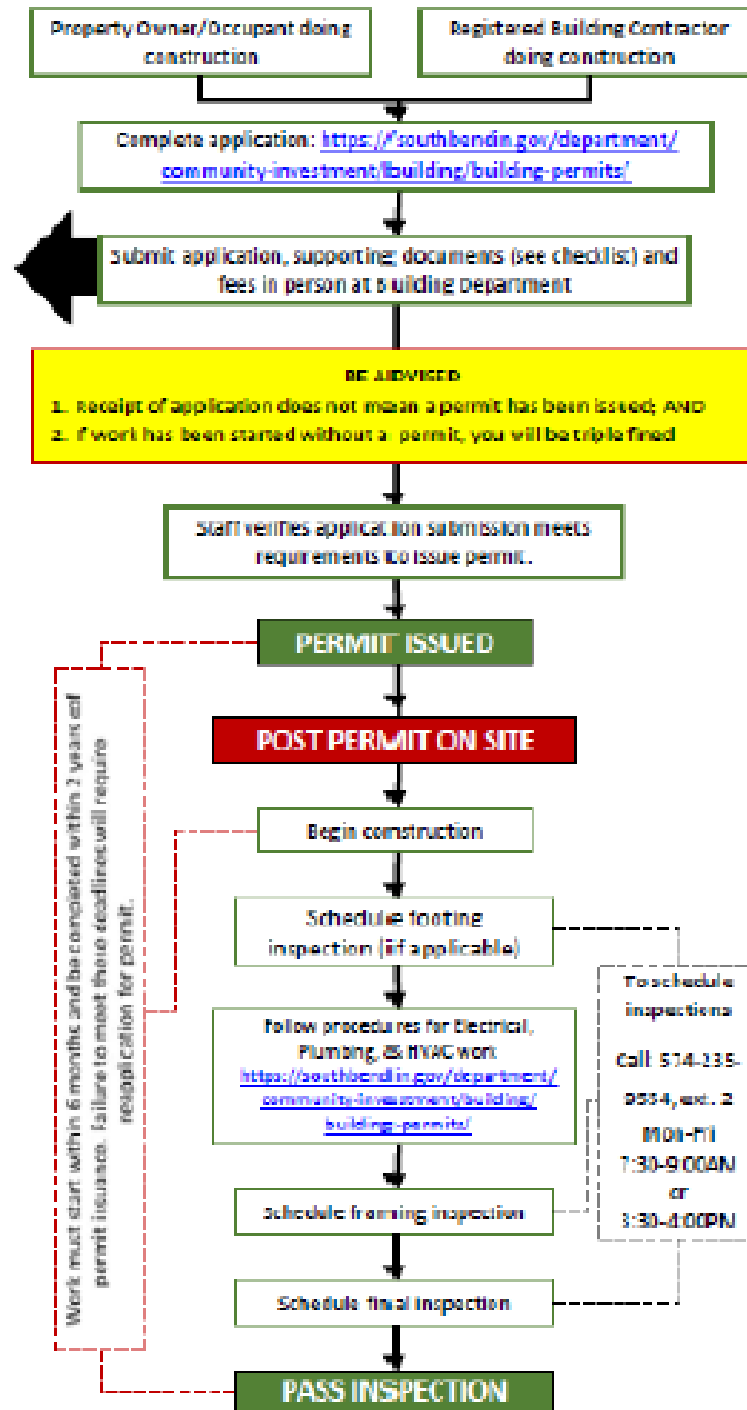 Property Owner/Occupant doing
construction
Registered Building Contractor
doing construction
Complete application: https://southbendin.gov/department/
community-investment/building/building-permits/
Submit application, supporting documents (see checklist) and
fees in person at Building Department
BE ADVISED
1. Receipt of application does not mean a permit has been issued; AND
2. If work has been started without a permit, you will be triple fined
Staff verifies application submission meets
requirements to issue permit.
PERMIT ISSUED
POST PERMIT ON SITE
Work must start within 6 months and be completed within 2 years of
permit issuance. Failure to meet these deadlines will require
reapplication for permit.
Begin construction
Schedule footing
inspection (if applicable)
Follow procedures for Electrical,
Plumbing, & HVAC work
https://southbendin.gov/department/
community-investment/building/
building-permits/
Schedule framing inspection
Schedule final inspection
To schedule
inspections
Call 574-235-
9554, ext. 2
Mon-Fri
7:30-9:00AM
or
3:30-4:00PM
PASS INSPECTION